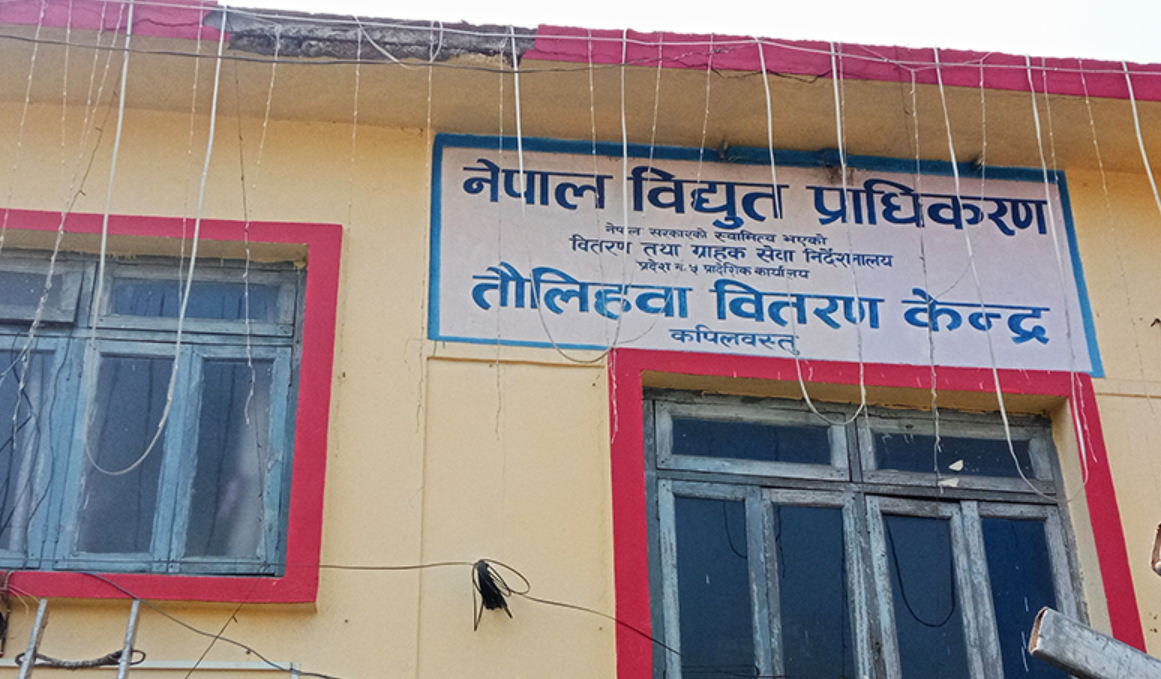 नेपाल विद्युत प्राधिकरण
नेपाल सरकारको स्वामित्व भएको
वितरण तथा ग्राहक सेवा निर्देशनालय
प्रदेश नं. ५ प्रादेशिक कार्यालय
तौलिहवा वितरण केन्द्र
कपिलवस्तु